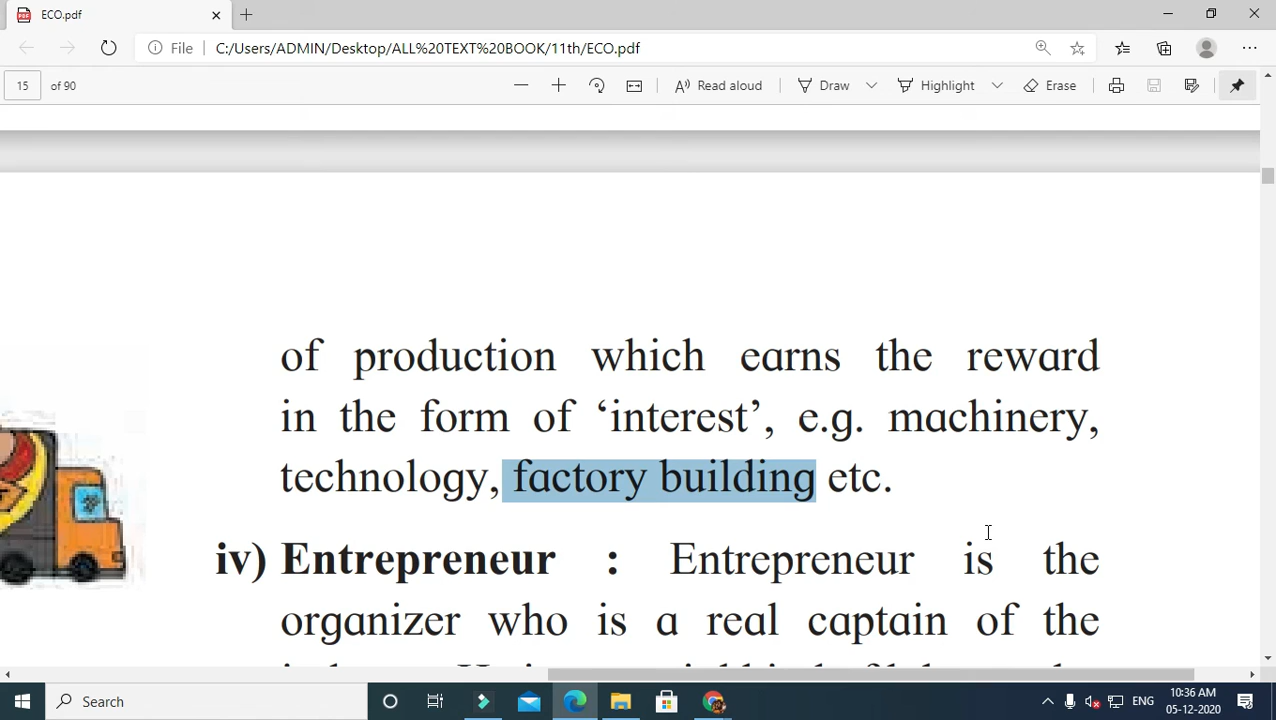 ECO.pdf
File C:/Users/ADMIN/Desktop/ALL%20TEXT%20BOOK/11th/ECO.pdf
15 of 90 Read aloud Draw Highlight Erase
of production which earns the reward
in the form of ‘interest’, e.g. machinery,
technology, factory building etc.
iv) Entrepreneur : Entrepreneur is the
organizer who is a real captain of the
Search ENG 10:36 AM
05-12-2020